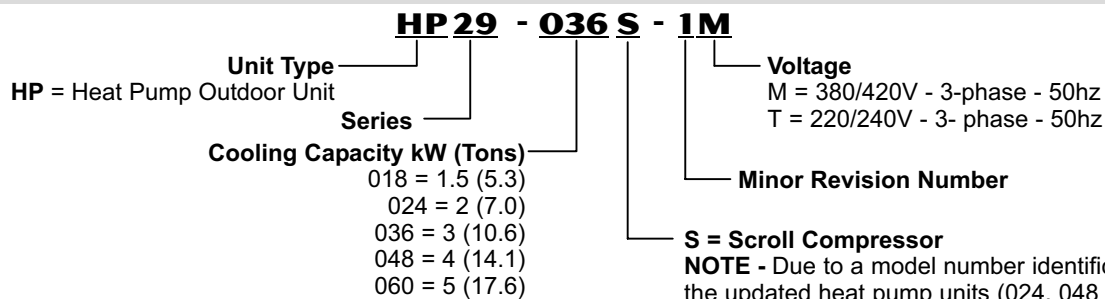 HP29 - 036 S - 1M
Unit Type
HP = Heat Pump Outdoor Unit
Series
Cooling Capacity kW (Tons)
018 = 1.5 (5.3)
024 = 2 (7.0)
036 = 3 (10.6)
048 = 4 (14.1)
060 = 5 (17.6)
Voltage
M = 380/420V - 3-phase - 50hz
T = 220/240V - 3- phase - 50hz
Minor Revision Number
S = Scroll Compressor
NOTE - Due to a model number
the updated heat pump units (024, 048